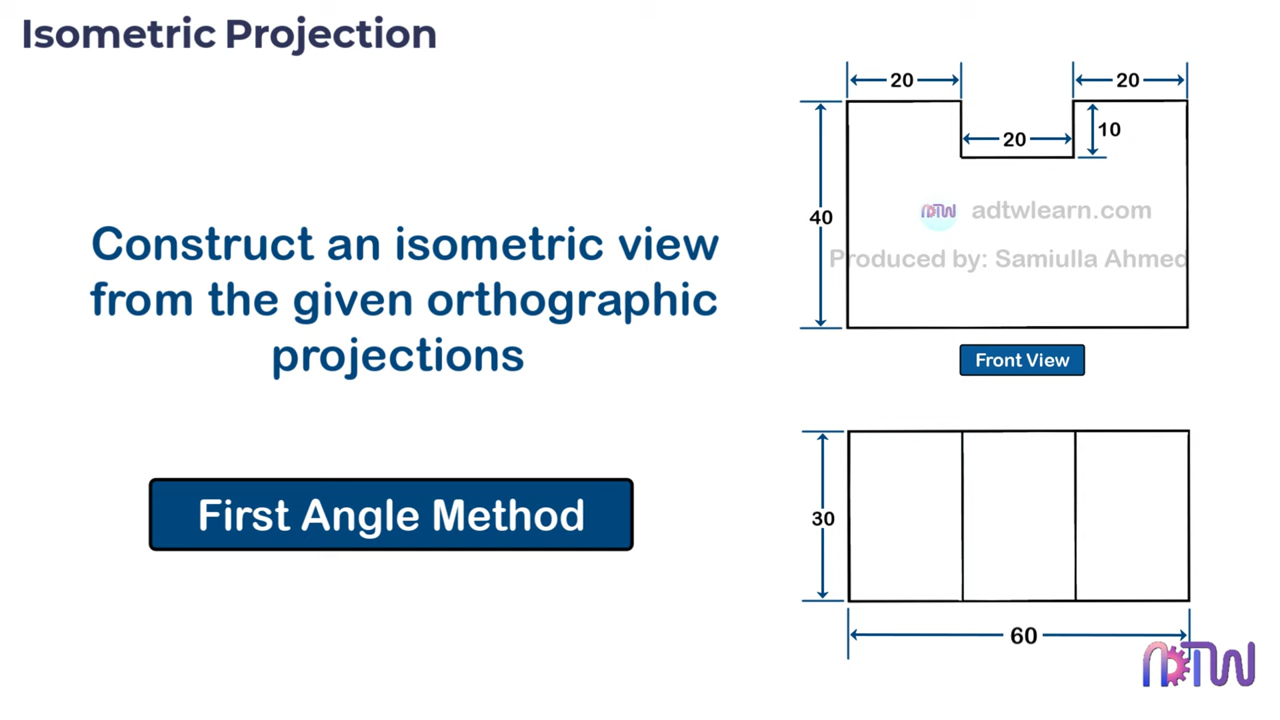 Isometric Projection
20
20
20
10
40
adtwlearn.com
Produced by: Samiulla Ahmed
Construct an isometric view
from the given orthographic
projections
Front View
First Angle Method
30
60
ADTW